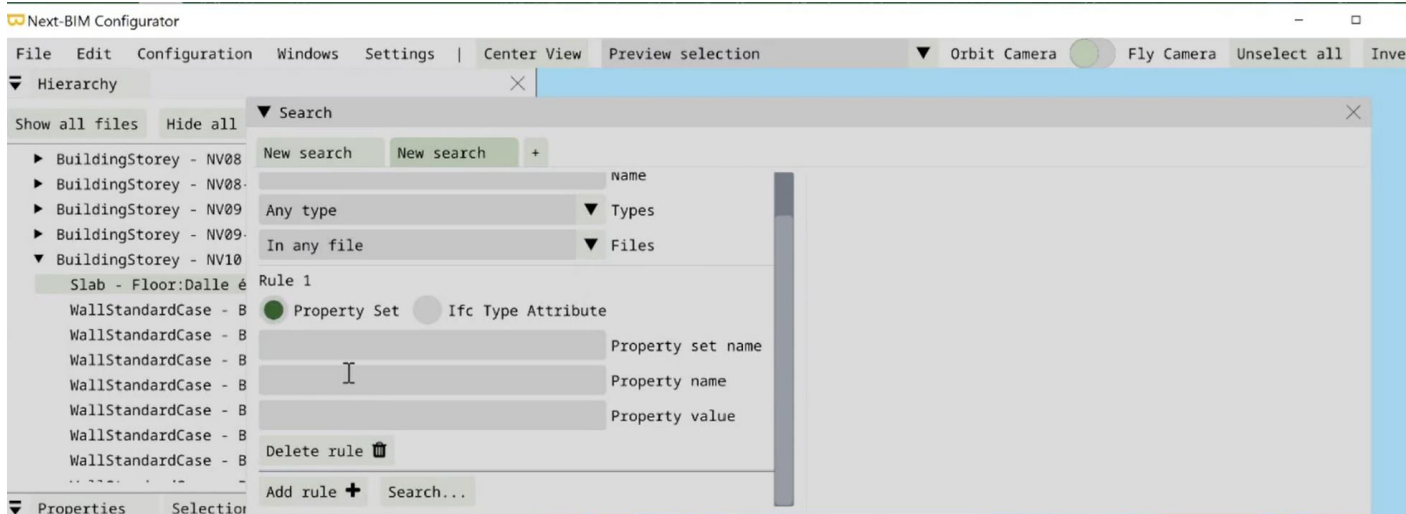 Next-BIM Configurator
File Edit Configuration Windows Settings | Center View Preview selection Orbit Camera Fly Camera Unselect all Inve
Hierarchy
Search
Show all files Hide all
New search New search +
BuildingStorey - NV08
BuildingStorey - NV08-
BuildingStorey - NV09
BuildingStorey - NV09-
BuildingStorey - NV10
Slab - Floor:Dalle é
WallStandardCase - B
WallStandardCase - B
WallStandardCase - B
WallStandardCase - B
WallStandardCase - B
WallStandardCase - B
WallStandardCase - B
Name
Any type Types
In any file Files
Rule 1
Property Set Ifc Type Attribute
Property set name
Property name
Property value
Delete rule
Add rule + Search...
Properties Selection